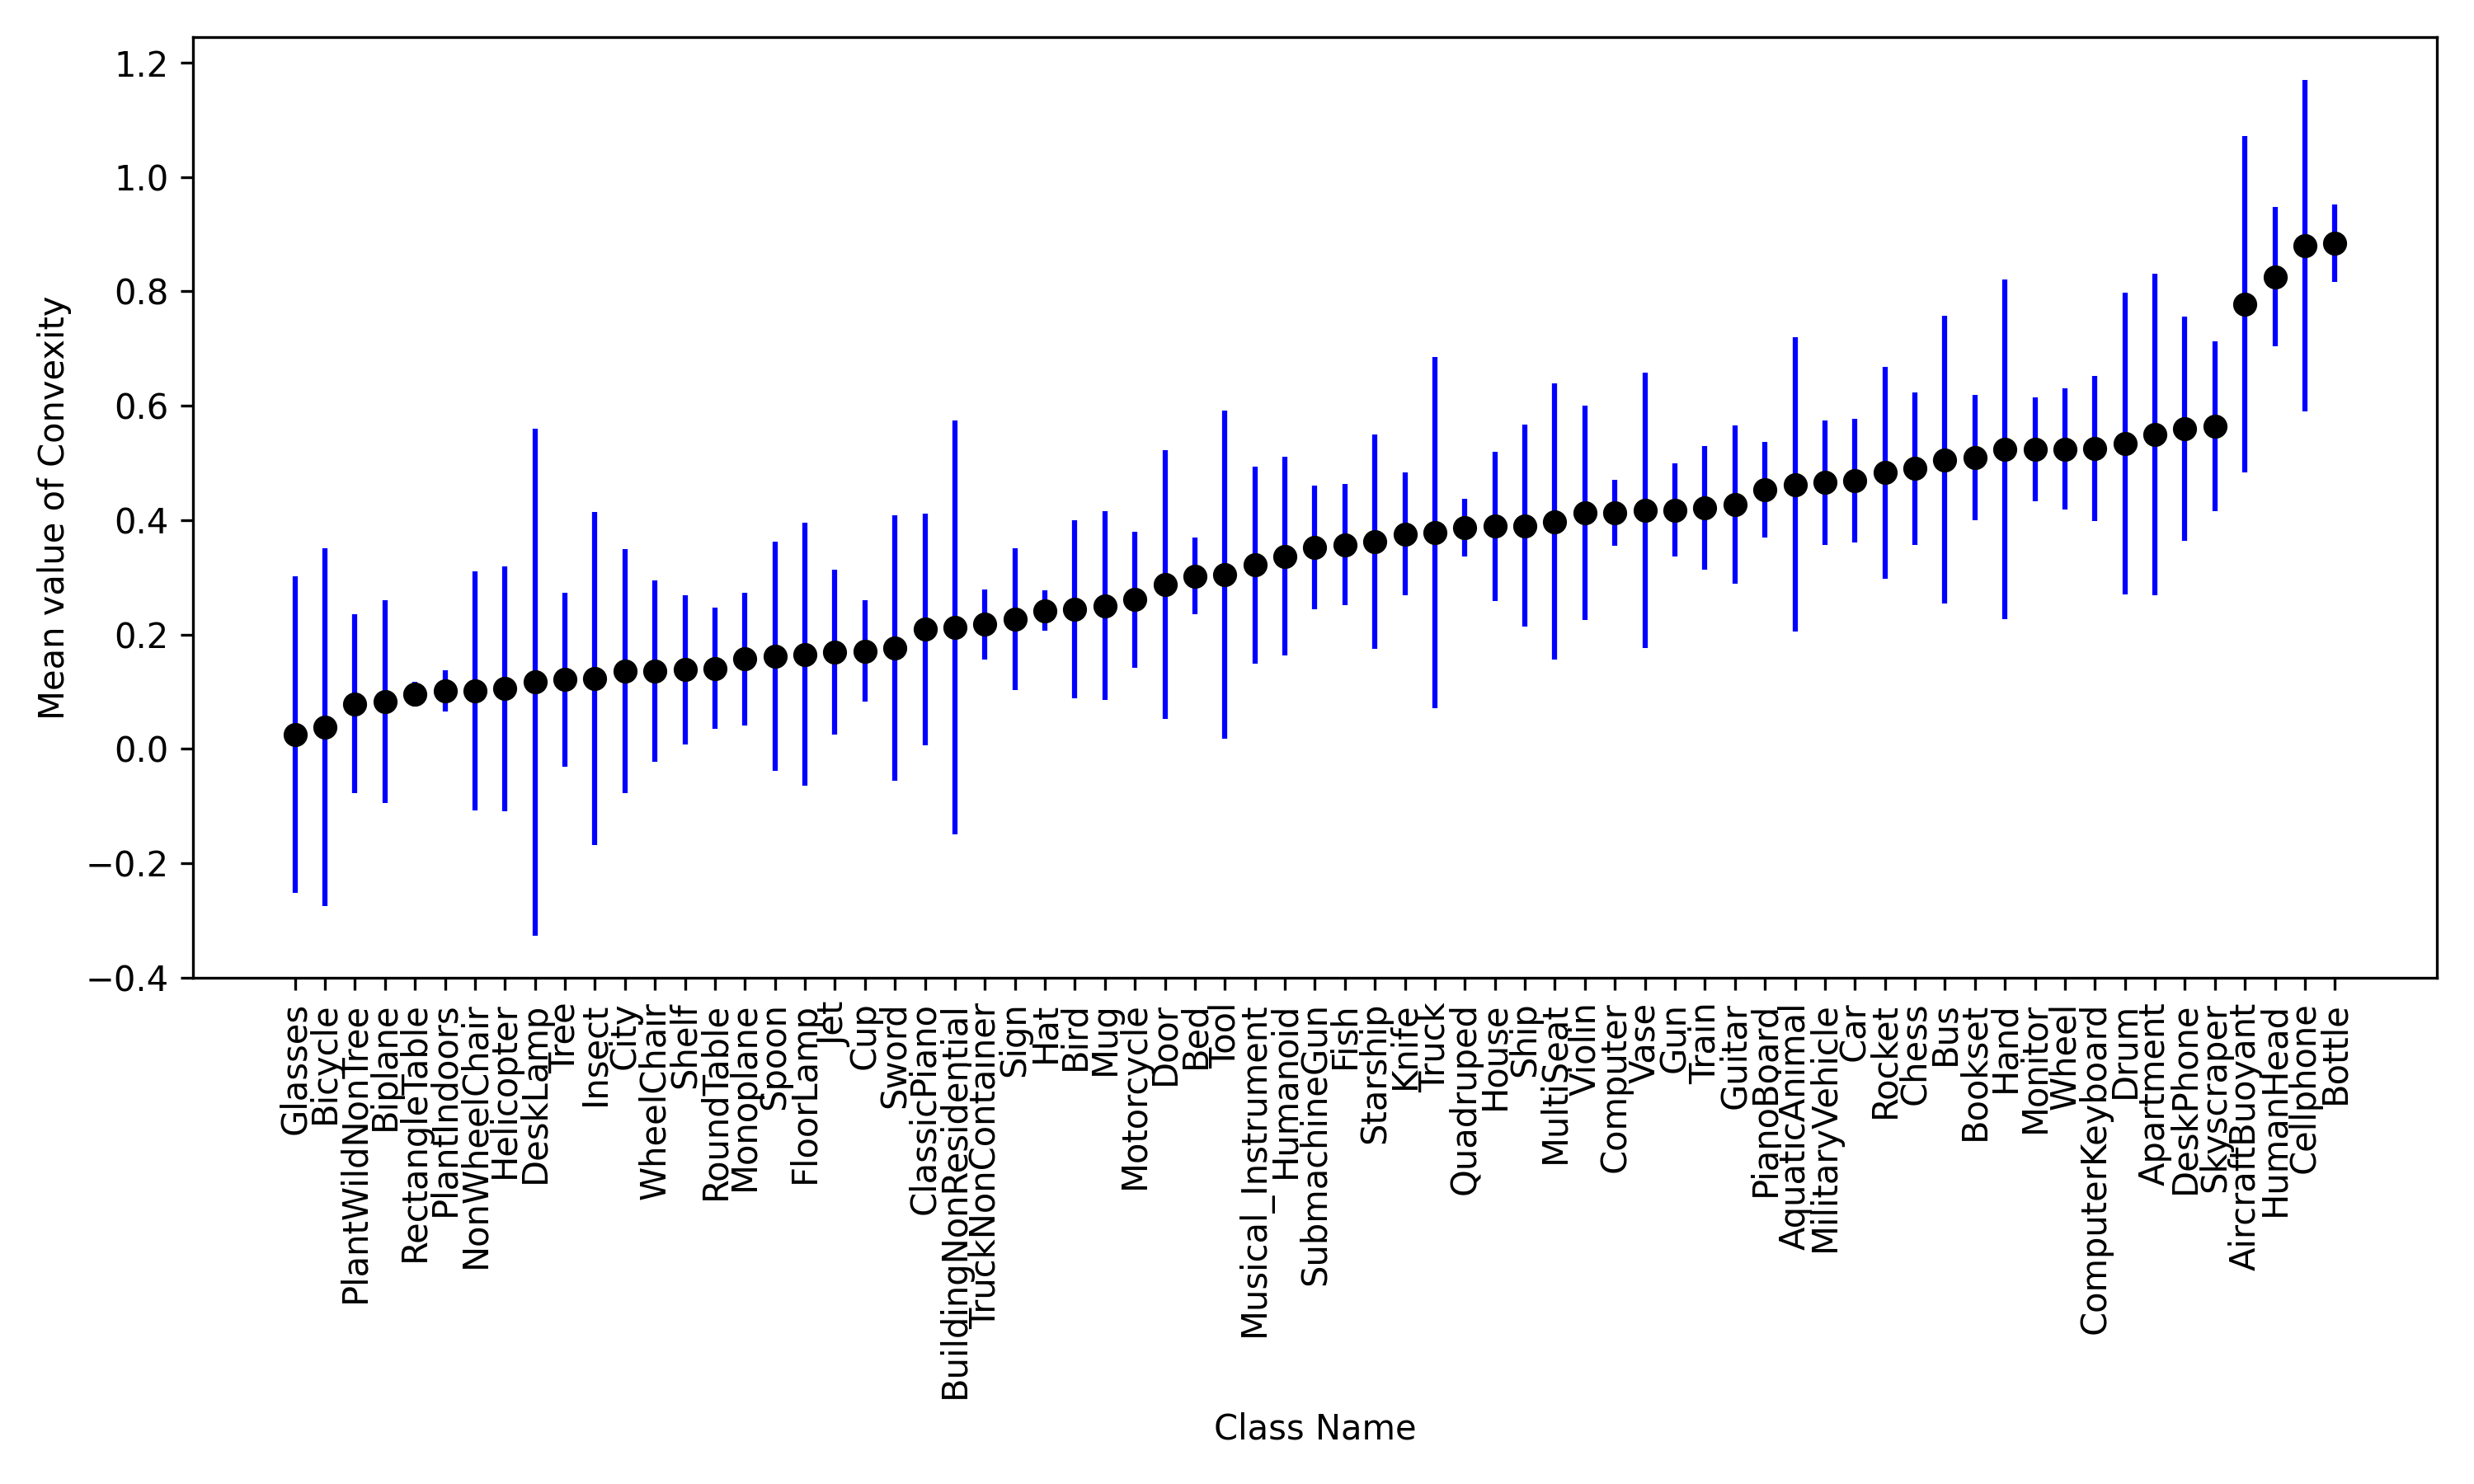 Mean value of Convexity
1.2
1.0
0.8
0.6
0.4
0.2
0.0
−0.2
−0.4
Glasses
Bicycle
PlantWildNonTree
Biplane
RectangleTable
PlantIndoors
NonWheelChair
Helicopter
DeskLamp
Tree
Insect
City
WheelChair
Shelf
RoundTable
Monoplane
Spoon
FloorLamp
Jet
Cup
Sword
ClassicPiano
BuildingNonResidential
TruckNonContainer
Sign
Hat
Bird
Mug
Motorcycle
Door
Bed
Tool
Musical_Instrument
Humanoid
SubmachineGun
Fish
Starship
Knife
Truck
Quadruped
House
Ship
MultiSeat
Violin
Computer
Vase
Gun
Train
Guitar
PianoBoard
AquaticAnimal
MilitaryVehicle
Car
Rocket
Chess
Bus
Bookset
Hand
Monitor
Wheel
ComputerKeyboard
Drum
Apartment
DeskPhone
Skyscraper
AircraftBuoyant
HumanHead
Cellphone
Bottle
Class Name